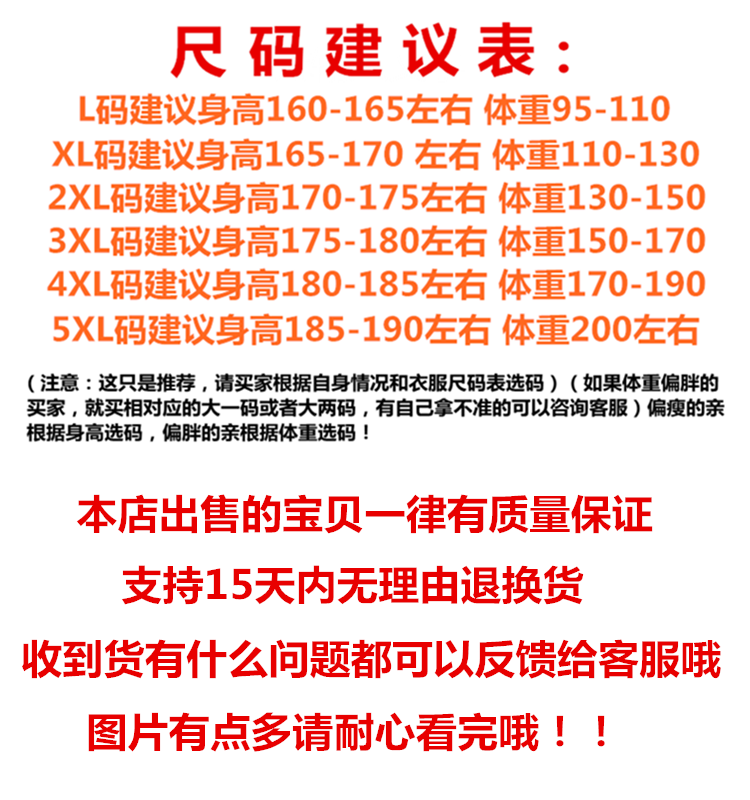 尺码建议表:
L码建议身高160-165左右 体重95-110
XL码建议身高165-170 左右 体重110-130
2XL码建议身高170-175左右 体重130-150
3XL码建议身高175-180左右 体重150-170
4XL码建议身高180-185左右 体重170-190
5XL码建议身高185-190左右 体重200左右
(注意：这只是推荐，请买家根据自身情况和衣服尺码表选码)(如果体重偏胖的
买家，就买相对应的大一码或者大两码，有自己拿不准的可以咨询客服)偏瘦的亲
根据身高选码，偏胖的亲根据体重选码！
本店出售的宝贝一律有质量保证
支持15天内无理由退换货
收到货有什么问题都可以反馈给客服哦
图片有点多请耐心看完哦！！